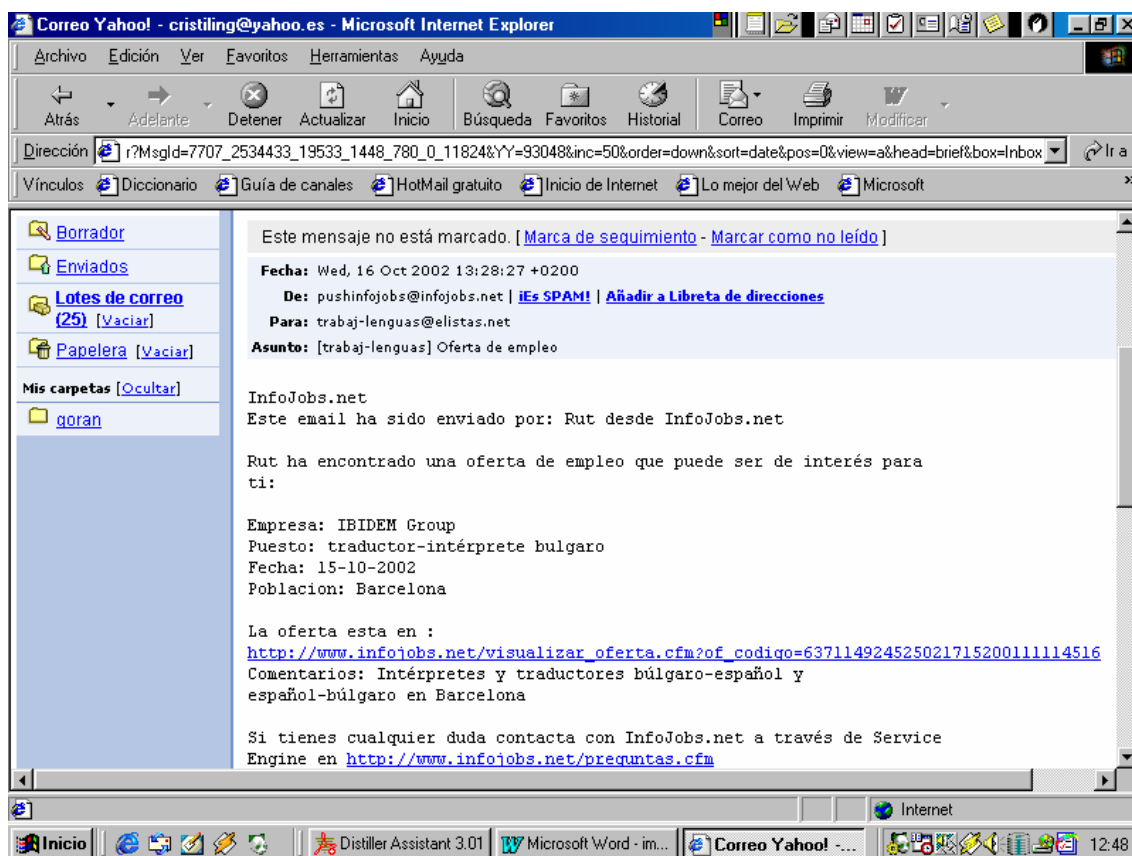 Correo Yahoo! - cristiling@yahoo.es - Microsoft Internet Explorer
Archivo Edición Ver Favoritos Herramientas Ayuda
Atrás Adelante Detener Actualizar Inicio Búsqueda Favoritos Historial Correo Imprimir Modificar
Dirección r?MsgId=7707_2534433_19533_1448_780_0_11824&YY=93048&inc=50&order=down&sort=date&pos=0&view=a&head=brief&box=Inbox Ir a
Vínculos Diccionario Guía de canales HotMail gratuito Inicio de Internet Lo mejor del Web Microsoft »
Borrador
Enviados
Lotes de correo
(25) [Vaciar]
Papelera [Vaciar]
Mis carpetas [Ocultar]
goran
Este mensaje no está marcado. [ Marca de seguimiento - Marcar como no leído ]
Fecha: Wed, 16 Oct 2002 13:28:27 +0200
De: pushinfojobs@infojobs.net | ¡Es SPAM! | Añadir a Libreta de direcciones
Para: trabaj-lenguas@elistas.net
Asunto: [trabaj-lenguas] Oferta de empleo
InfoJobs.net
Este email ha sido enviado por: Rut desde InfoJobs.net
Rut ha encontrado una oferta de empleo que puede ser de interés para
ti:
Empresa: IBIDEM Group
Puesto: traductor-intérprete bulgaro
Fecha: 15-10-2002
Poblacion: Barcelona
La oferta esta en :
http://www.infojobs.net/visualizar_oferta.cfm?of_codigo=63711492452502171520011114516
Comentarios: Intérpretes y traductores búlgaro-español y
español-búlgaro en Barcelona
Si tienes cualquier duda contacta con InfoJobs.net a través de Service
Engine en http://www.infojobs.net/preguntas.cfm
Internet
Inicio Distiller Assistant 3.01 Microsoft Word - im... Correo Yahoo! -... 12:48